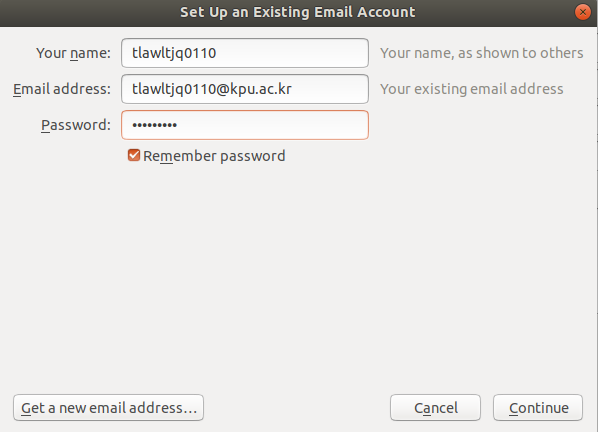 Set Up an Existing Email Account
Your name: tlawltjq0110 Your name, as shown to others
Email address: tlawltjq0110@kpu.ac.kr Your existing email address
Password: •••••••••
Remember password
Get a new email address... Cancel Continue